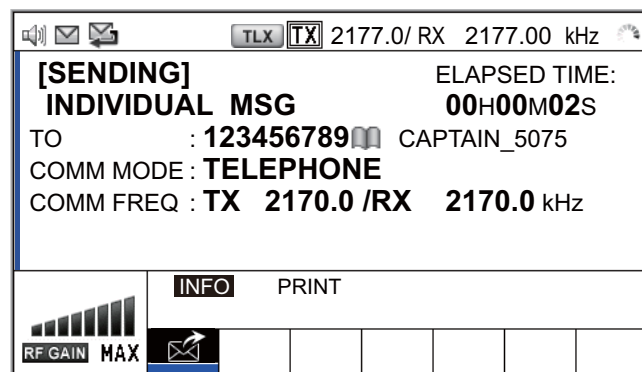 TLX TX 2177.0/ RX 2177.00 kHz
[SENDING] ELAPSED TIME:
INDIVIDUAL MSG 00H00M02S
TO : 123456789 CAPTAIN_5075
COMM MODE : TELEPHONE
COMM FREQ : TX 2170.0 /RX 2170.0 kHz
INFO PRINT
RF GAIN MAX